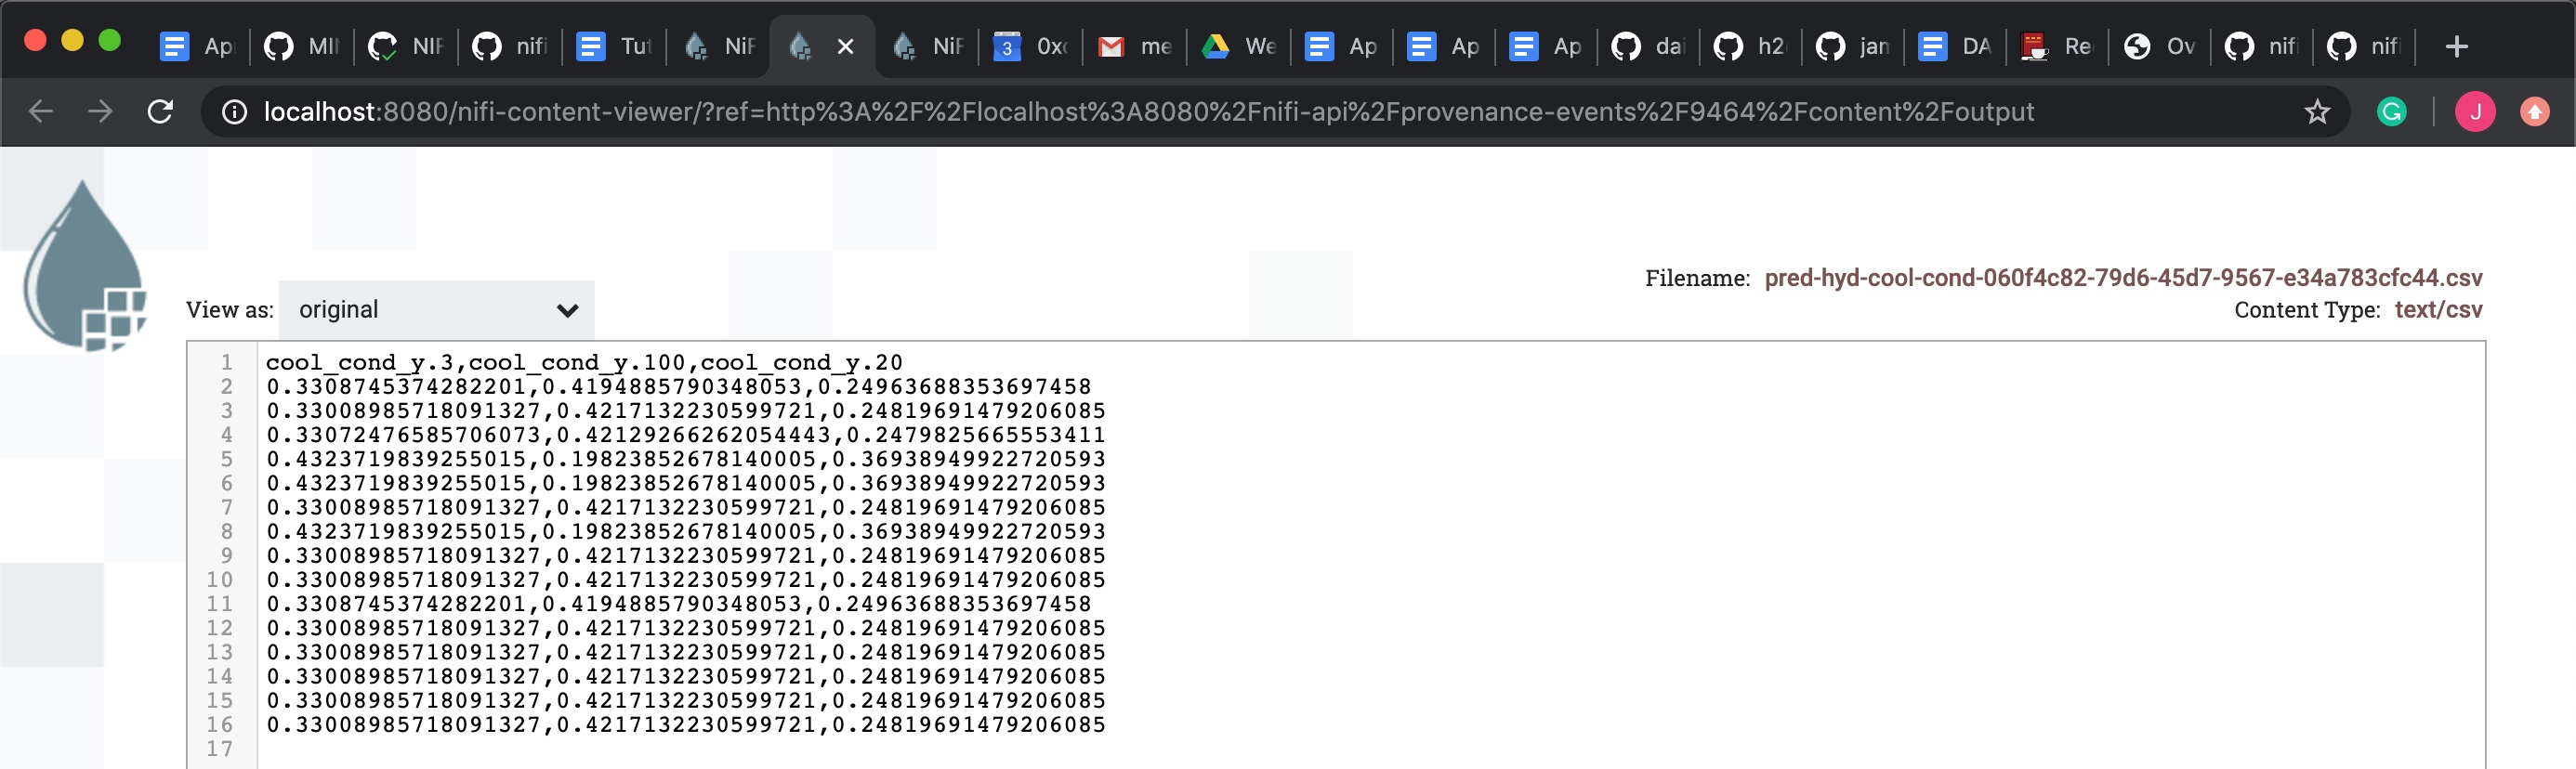 Ap MIN NIF nifi Tut NiF NiF 3 0xc me We Ap Ap Ap dai h2 jan DA Re Ov nifi nifi
localhost:8080/nifi-content-viewer/?ref=http%3A%2F%2Flocalhost%3A8080%2Fnifi-api%2Fprovenance-events%2F9464%2Fcontent%2Foutput
J
Filename: pred-hyd-cool-cond-060f4c82-79d6-45d7-9567-e34a783cfc44.csv
View as: original
Content Type: text/csv
1 cool_cond_y.3,cool_cond_y.100,cool_cond_y.20
2 0.3308745374282201,0.4194885790348053,0.24963688353697458
3 0.33008985718091327,0.4217132230599721,0.248196914792060​85
4 0.33072476585706073,0.42129266262054443,0.2479825665553411
5 0.4323719839255015,0.19823852678140005,0.36938949922720593
6 0.4323719839255015,0.19823852678140005,0.36938949922720593
7 0.33008985718091327,0.4217132230599721,0.24819691479206085
8 0.4323719839255015,0.19823852678140005,0.36938949922720593
9 0.33008985718091327,0.4217132230599721,0.24819691479206085
10 0.33008985718091327,0.4217132230599721,0.24819691479206085
11 0.3308745374282201,0.4194885790348053,0.24963688353697458
12 0.33008985718091327,0.4217132230599721,0.24819691479206085
13 0.33008985718091327,0.4217132230599721,0.24819691479206085
14 0.33008985718091327,0.4217132230599721,0.24819691479206085
15 0.33008985718091327,0.4217132230599721,0.24819691479206085
16 0.33008985718091327,0.4217132230599721,0.24819691479206085
17